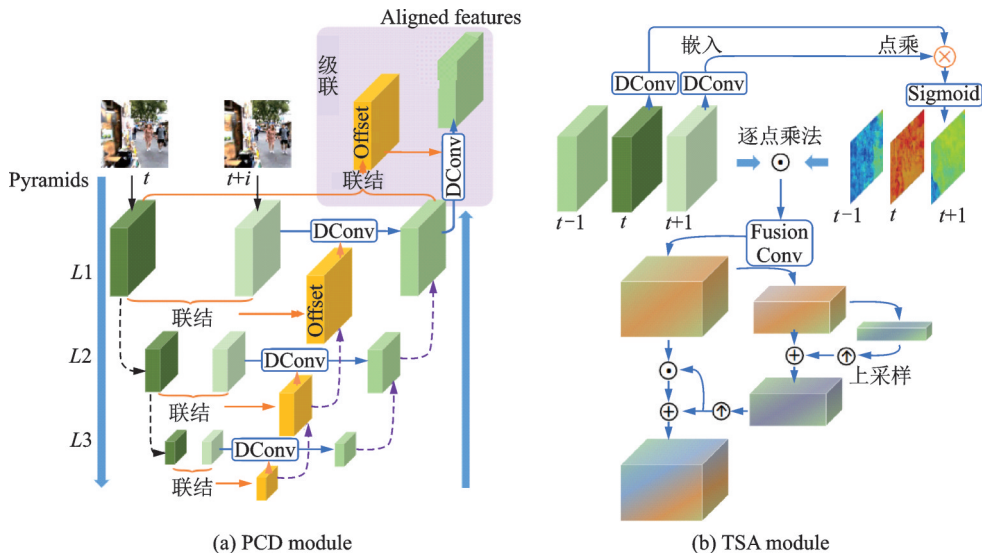 Aligned features
级联
Offset
DConv
联结
Pyramids
t
t+i
L1
DConv
Offset
联结
L2
DConv
联结
L3
DConv
联结
(a) PCD module
嵌入
点乘
DConv
DConv
Sigmoid
逐点乘法
t−1
t
t+1
t−1
t
t+1
Fusion
Conv
上采样
(b) TSA module